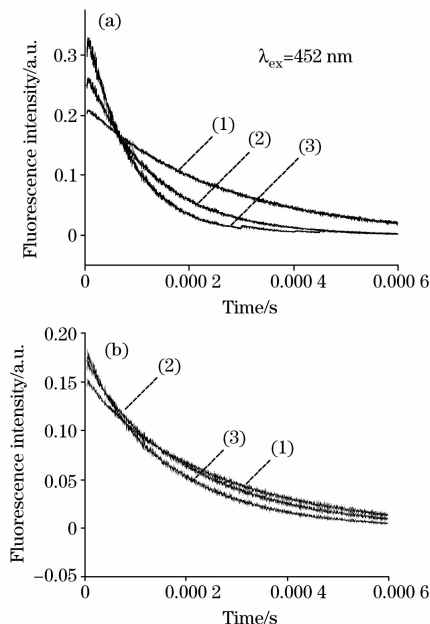 (a)
λex=452 nm
Fluorescence intensity/a.u.
0.3
0.2
0.1
0
(1)
(2)
(3)
0 0.000 2 0.000 4 0.000 6
Time/s
(b)
Fluorescence intensity/a.u.
0.20
0.15
0.10
0.05
0
−0.05
(2)
(3)
(1)
0 0.000 2 0.000 4 0.000 6
Time/s